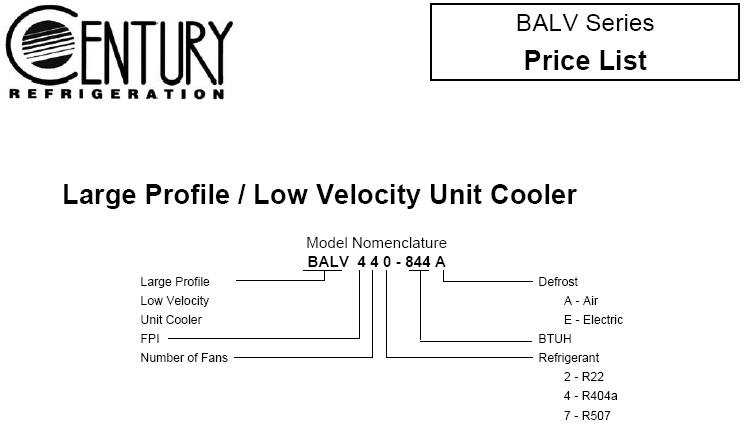 CENTURY
REFRIGERATION
BALV Series
Price List
Large Profile / Low Velocity Unit Cooler
Model Nomenclature
BALV 4 4 0 - 844 A
Large Profile
Low Velocity
Unit Cooler
FPI
Number of Fans
Defrost
A - Air
E - Electric
BTUH
Refrigerant
2 - R22
4 - R404a
7 - R507